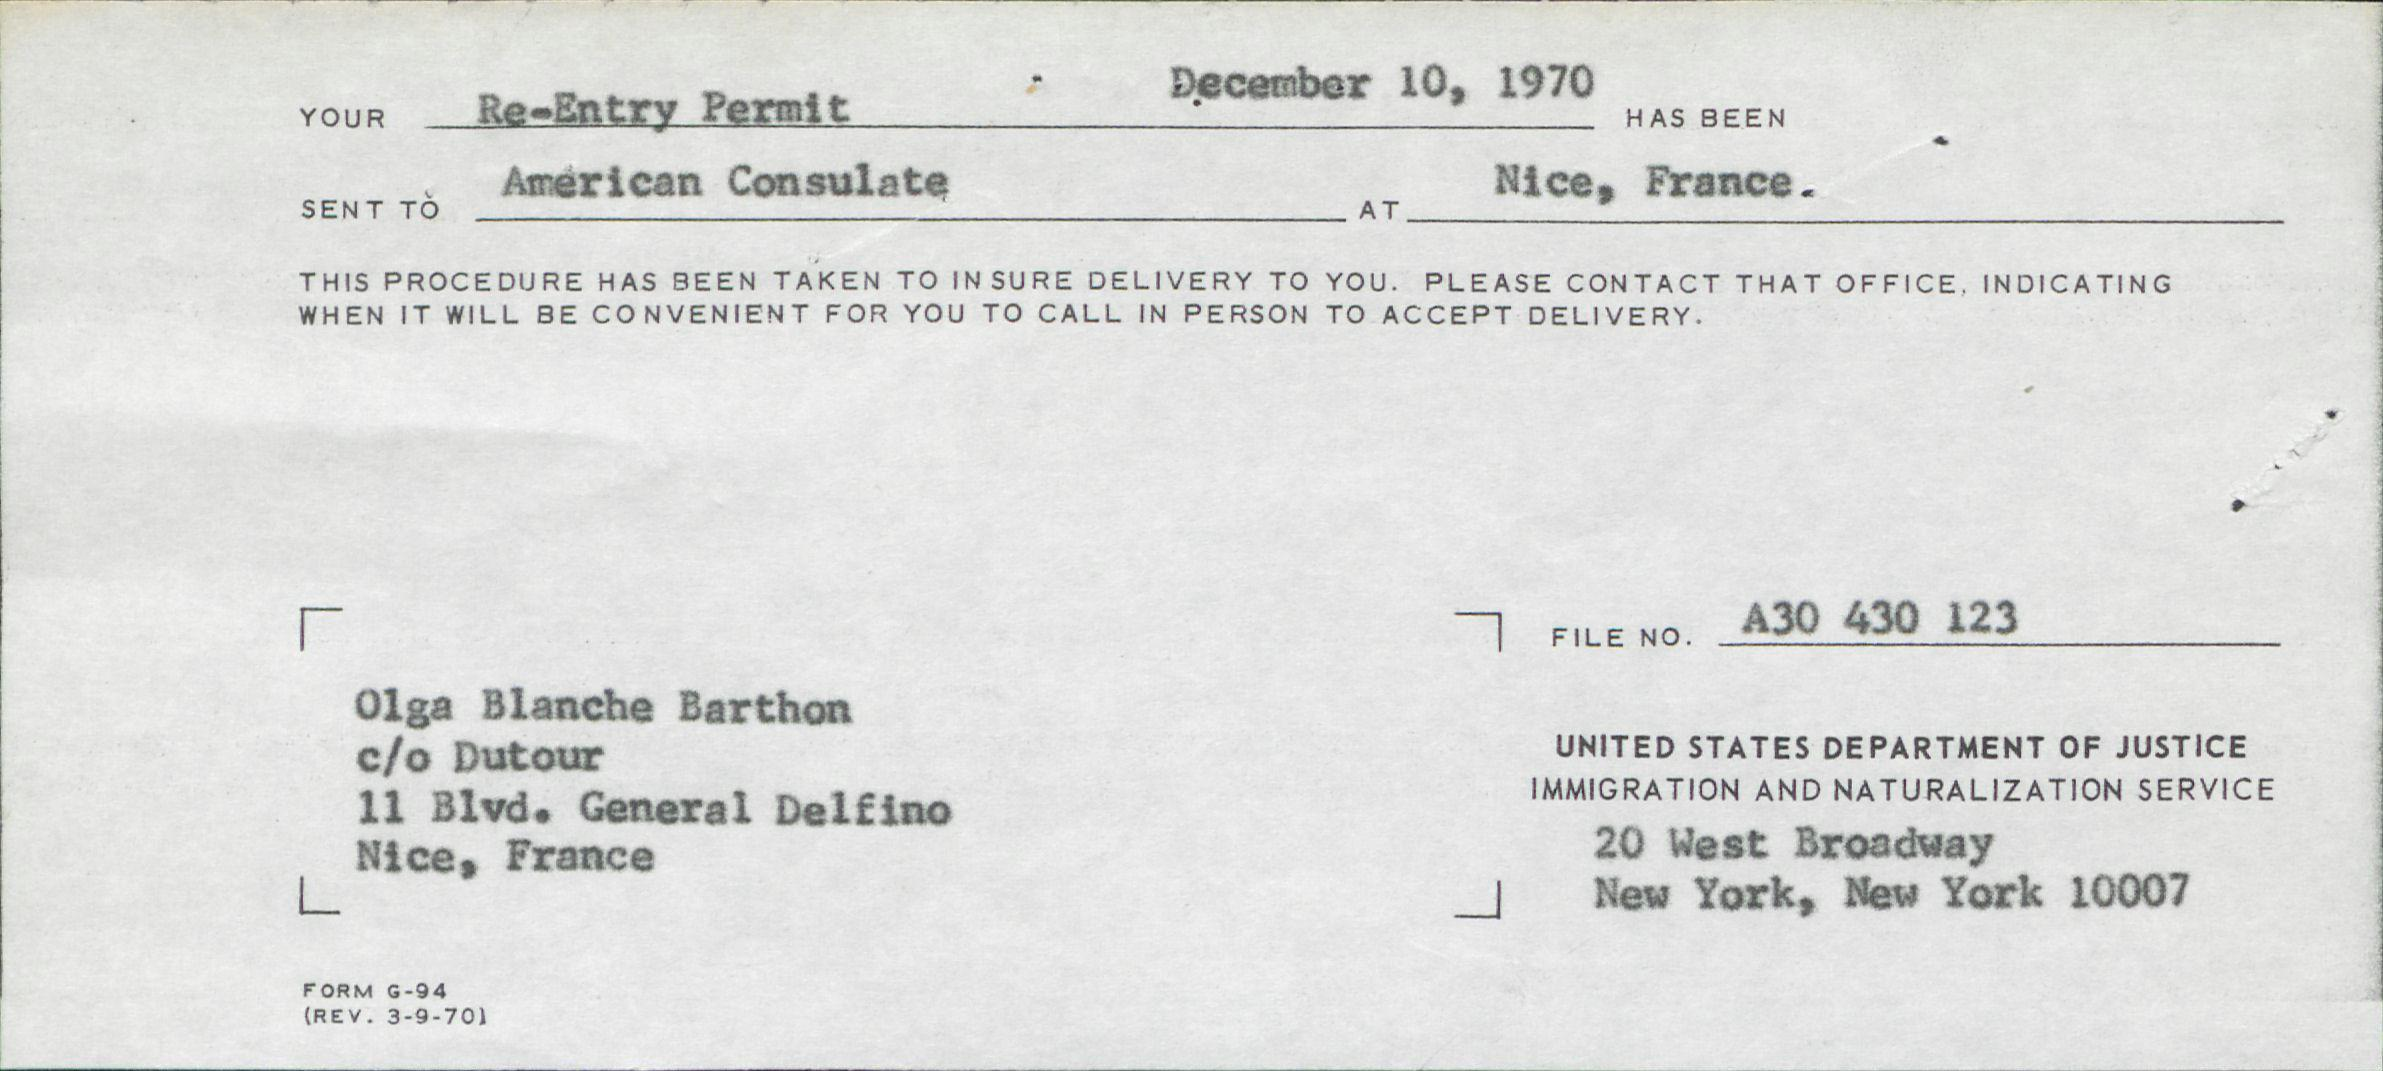 YOUR Re-Entry Permit December 10, 1970 HAS BEEN
SENT TO American Consulate AT Nice, France.
THIS PROCEDURE HAS BEEN TAKEN TO INSURE DELIVERY TO YOU. PLEASE CONTACT THAT OFFICE, INDICATING
WHEN IT WILL BE CONVENIENT FOR YOU TO CALL IN PERSON TO ACCEPT DELIVERY.
FILE NO. A30 430 123
Olga Blanche Barthon
c/o Dutour
11 Blvd. General Delfino
Nice, France
UNITED STATES DEPARTMENT OF JUSTICE
IMMIGRATION AND NATURALIZATION SERVICE
20 West Broadway
New York, New York 10007
FORM G-94
(REV. 3-9-70)